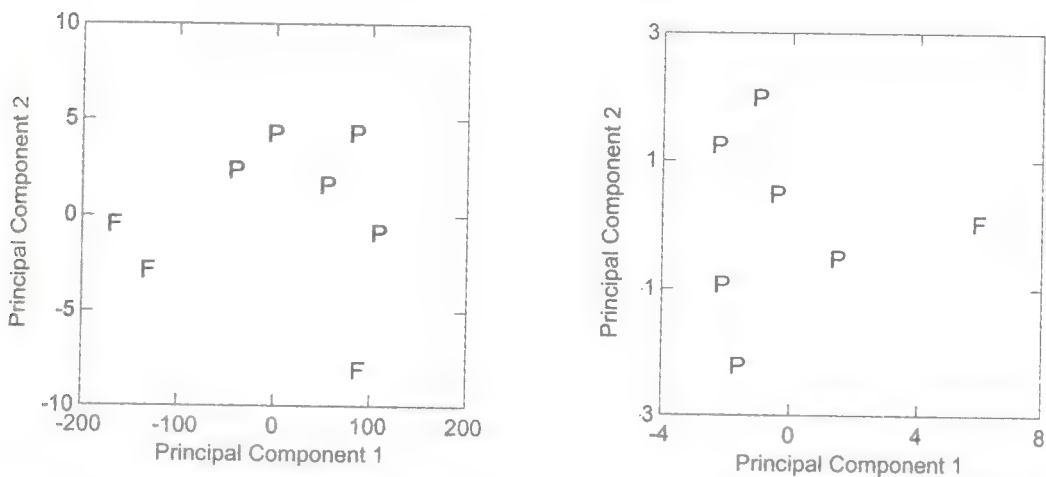 10
5
0
-5
-10
-200
-100
0
100
200
Principal Component 2
Principal Component 1
P
P
P
P
P
F
F
F
3
1
-1
-3
-4
0
4
8
Principal Component 2
Principal Component 1
P
P
P
F
P
P
P